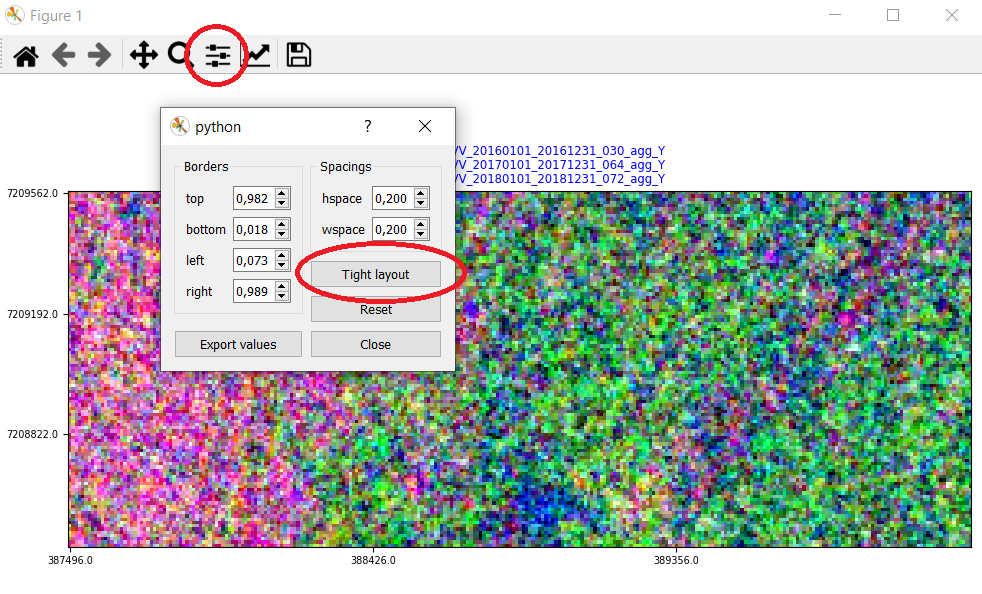 Figure 1
python
?
Borders
Spacings
top 0,982
hspace 0,200
bottom 0,018
wspace 0,200
left 0,073
Tight layout
right 0,989
Reset
Export values
Close
V_20160101_20161231_030_agg_Y
V_20170101_20171231_064_agg_Y
V_20180101_20181231_072_agg_Y
7209562.0
7209192.0
7208822.0
387496.0
388426.0
389356.0